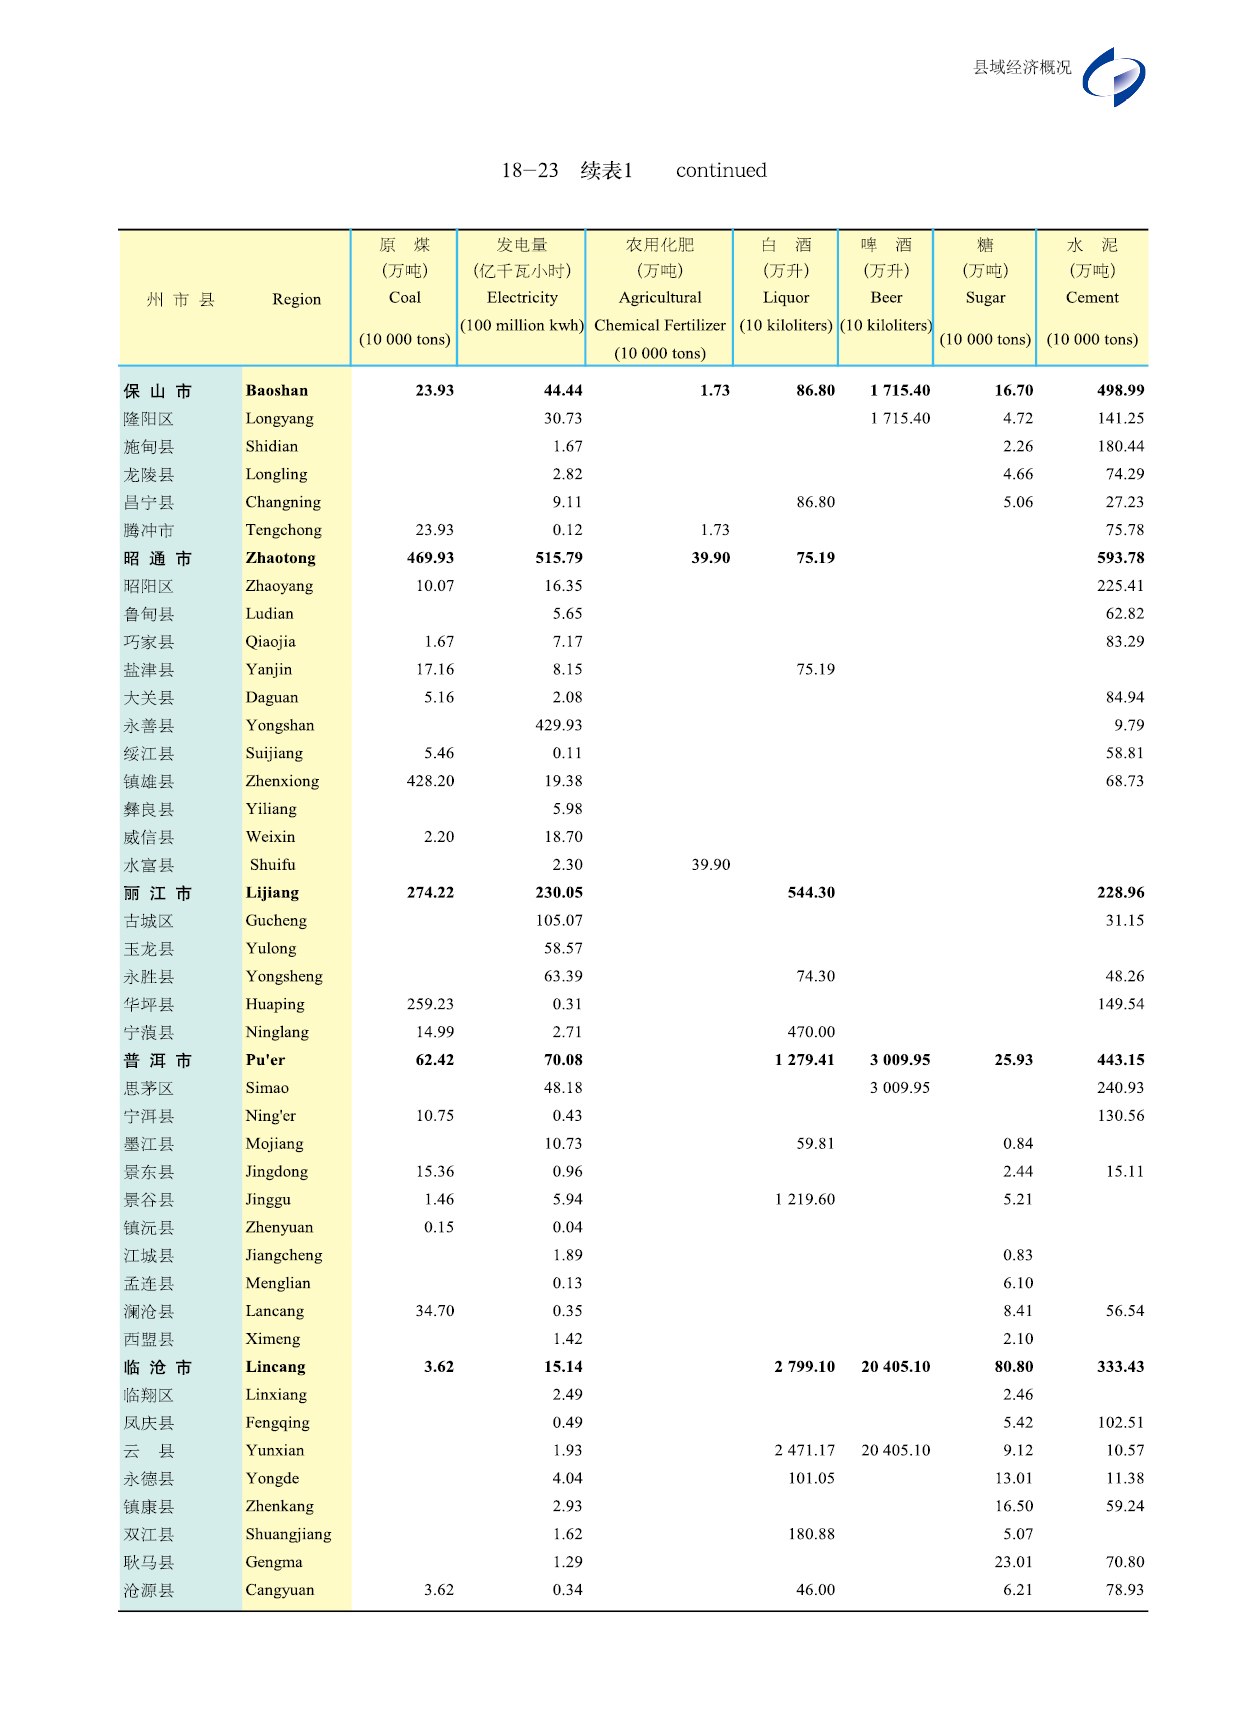 县域经济概况
18—23 续表1 continued
州 市 县 Region 原 煤 (万吨) Coal (10 000 tons) 发电量 (亿千瓦小时) Electricity (100 million kwh) 农用化肥 (万吨) Agricultural Chemical Fertilizer (10 000 tons) 白 酒 (万升) Liquor (10 kiloliters) 啤 酒 (万升) Beer (10 kiloliters) 糖 (万吨) Sugar (10 000 tons) 水 泥 (万吨) Cement (10 000 tons)
保 山 市 Baoshan 23.93 44.44 1.73 86.80 1 715.40 16.70 498.99
隆阳区 Longyang 30.73 1 715.40 4.72 141.25
施甸县 Shidian 1.67 2.26 180.44
龙陵县 Longling 2.82 4.66 74.29
昌宁县 Changning 9.11 86.80 5.06 27.23
腾冲市 Tengchong 23.93 0.12 1.73 75.78
昭 通 市 Zhaotong 469.93 515.79 39.90 75.19 593.78
昭阳区 Zhaoyang 10.07 16.35 225.41
鲁甸县 Ludian 5.65 62.82
巧家县 Qiaojia 1.67 7.17 83.29
盐津县 Yanjin 17.16 8.15 75.19
大关县 Daguan 5.16 2.08 84.94
永善县 Yongshan 429.93 9.79
绥江县 Suijiang 5.46 0.11 58.81
镇雄县 Zhenxiong 428.20 19.38 68.73
彝良县 Yiliang 5.98
威信县 Weixin 2.20 18.70
水富县 Shuifu 2.30 39.90
丽 江 市 Lijiang 274.22 230.05 544.30 228.96
古城区 Gucheng 105.07 31.15
玉龙县 Yulong 58.57
永胜县 Yongsheng 63.39 74.30 48.26
华坪县 Huaping 259.23 0.31 149.54
宁蒗县 Ninglang 14.99 2.71 470.00
普 洱 市 Pu'er 62.42 70.08 1 279.41 3 009.95 25.93 443.15
思茅区 Simao 48.18 3 009.95 240.93
宁洱县 Ning'er 10.75 0.43 130.56
墨江县 Mojiang 10.73 59.81 0.84
景东县 Jingdong 15.36 0.96 2.44 15.11
景谷县 Jinggu 1.46 5.94 1 219.60 5.21
镇沅县 Zhenyuan 0.15 0.04
江城县 Jiangcheng 1.89 0.83
孟连县 Menglian 0.13 6.10
澜沧县 Lancang 34.70 0.35 8.41 56.54
西盟县 Ximeng 1.42 2.10
临 沧 市 Lincang 3.62 15.14 2 799.10 20 405.10 80.80 333.43
临翔区 Linxiang 2.49 2.46
凤庆县 Fengqing 0.49 5.42 102.51
云 县 Yunxian 1.93 2 471.17 20 405.10 9.12 10.57
永德县 Yongde 4.04 101.05 13.01 11.38
镇康县 Zhenkang 2.93 16.50 59.24
双江县 Shuangjiang 1.62 180.88 5.07
耿马县 Gengma 1.29 23.01 70.80
沧源县 Cangyuan 3.62 0.34 46.00 6.21 78.93